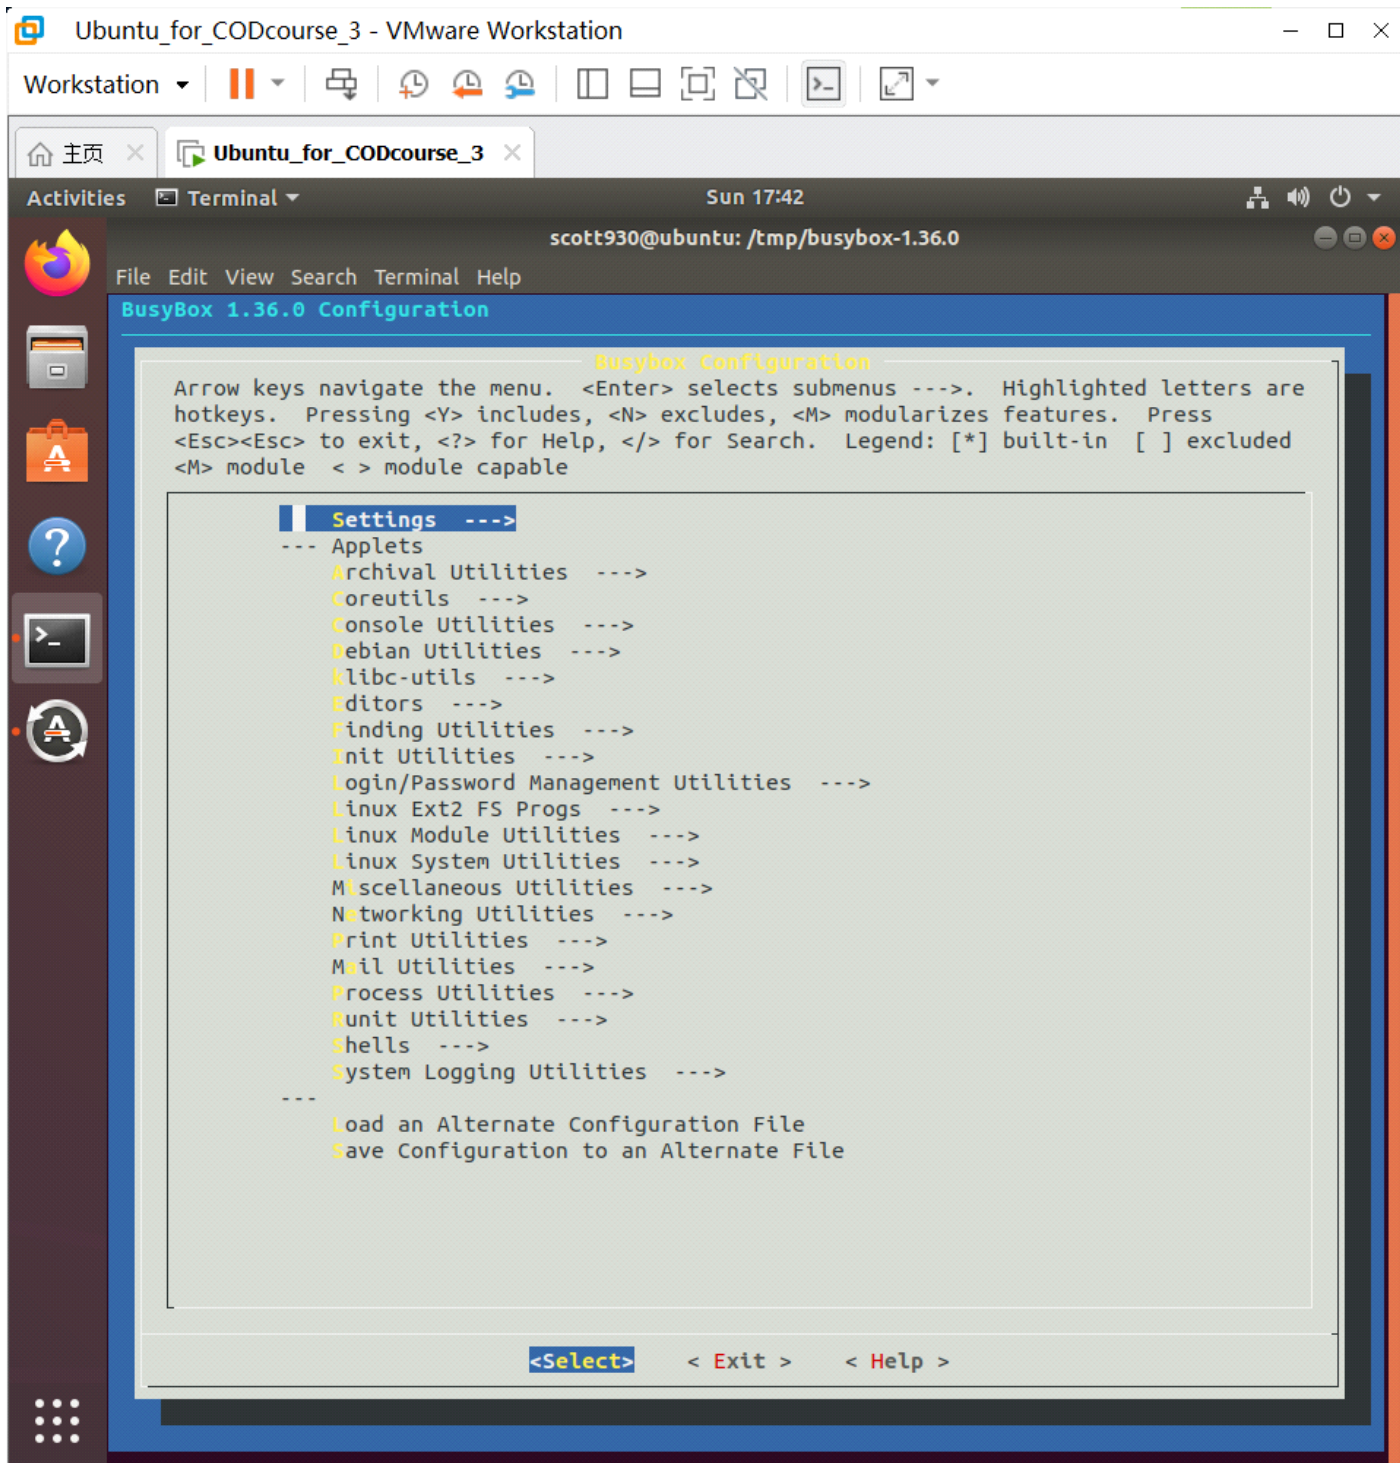 Ubuntu_for_CODcourse_3 - VMware Workstation
Workstation
主页 Ubuntu_for_CODcourse_3
Activities Terminal Sun 17:42
scott930@ubuntu: /tmp/busybox-1.36.0
File Edit View Search Terminal Help
BusyBox 1.36.0 Configuration
Busybox Configuration
Arrow keys navigate the menu. <Enter> selects submenus --->. Highlighted letters are
hotkeys. Pressing <Y> includes, <N> excludes, <M> modularizes features. Press
<Esc><Esc> to exit, <?> for Help, </> for Search. Legend: [*] built-in [ ] excluded
<M> module < > module capable
Settings --->
--- Applets
Archival Utilities --->
Coreutils --->
Console Utilities --->
Debian Utilities --->
klibc-utils --->
Editors --->
Finding Utilities --->
Init Utilities --->
Login/Password Management Utilities --->
Linux Ext2 FS Progs --->
Linux Module Utilities --->
Linux System Utilities --->
Miscellaneous Utilities --->
Networking Utilities --->
Print Utilities --->
Mail Utilities --->
Process Utilities --->
Runit Utilities --->
Shells --->
System Logging Utilities --->
---
Load an Alternate Configuration File
Save Configuration to an Alternate File
<Select> < Exit > < Help >